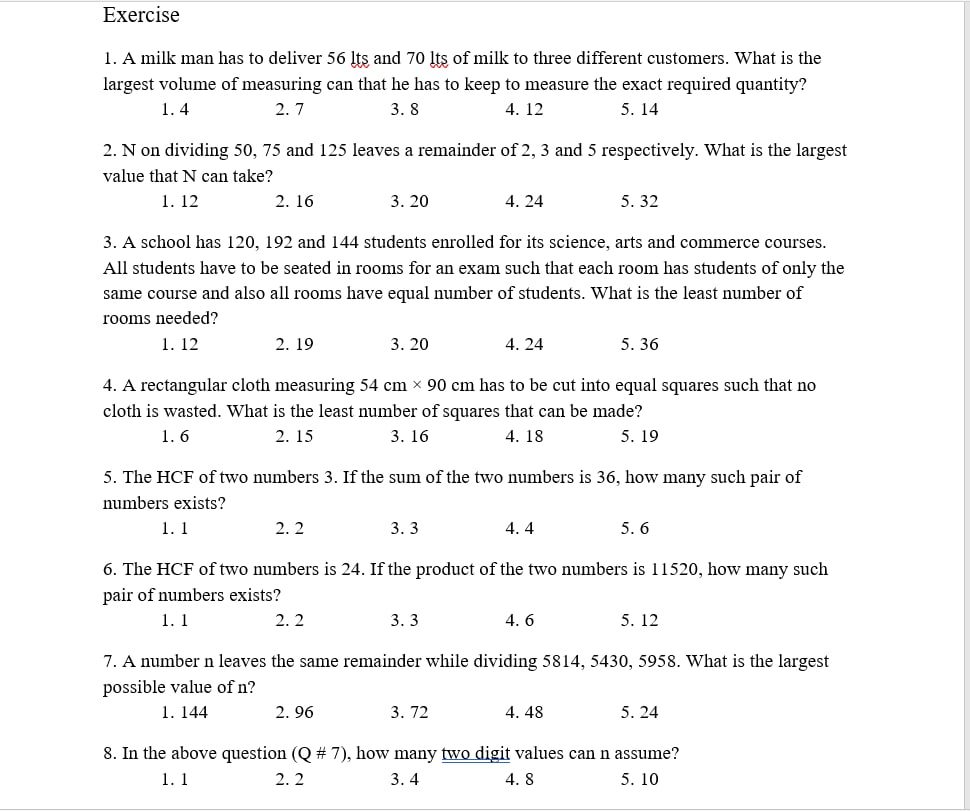 Exercise
1. A milk man has to deliver 56 lts and 70 lts of milk to three different customers. What is the
largest volume of measuring can that he has to keep to measure the exact required quantity?
1. 4 2. 7 3. 8 4. 12 5. 14
2. N on dividing 50, 75 and 125 leaves a remainder of 2, 3 and 5 respectively. What is the largest
value that N can take?
1. 12 2. 16 3. 20 4. 24 5. 32
3. A school has 120, 192 and 144 students enrolled for its science, arts and commerce courses.
All students have to be seated in rooms for an exam such that each room has students of only the
same course and also all rooms have equal number of students. What is the least number of
rooms needed?
1. 12 2. 19 3. 20 4. 24 5. 36
4. A rectangular cloth measuring 54 cm × 90 cm has to be cut into equal squares such that no
cloth is wasted. What is the least number of squares that can be made?
1. 6 2. 15 3. 16 4. 18 5. 19
5. The HCF of two numbers 3. If the sum of the two numbers is 36, how many such pair of
numbers exists?
1. 1 2. 2 3. 3 4. 4 5. 6
6. The HCF of two numbers is 24. If the product of the two numbers is 11520, how many such
pair of numbers exists?
1. 1 2. 2 3. 3 4. 6 5. 12
7. A number n leaves the same remainder while dividing 5814, 5430, 5958. What is the largest
possible value of n?
1. 144 2. 96 3. 72 4. 48 5. 24
8. In the above question (Q # 7), how many two digit values can n assume?
1. 1 2. 2 3. 4 4. 8 5. 10